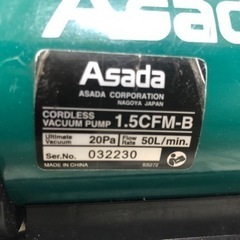 Asada
Asada
ASADA CORPORATION
NAGOYA JAPAN
CORDLESS
VACUUM PUMP 1.5CFM-B
Ultimate Vacuum 20Pa Flow Rate 50L/min.
Ser.No. 032230
MADE IN CHINA